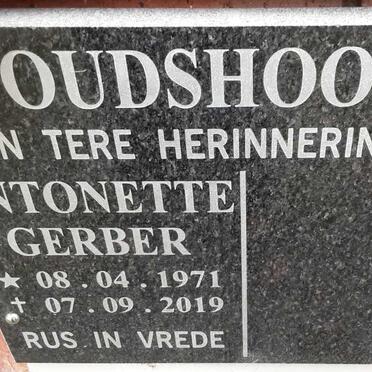 OUDSHOO
N TERE HERINNERIN
NTONETTE
GERBER
★ 08.04.1971
✝ 07.09.2019
RUS IN VREDE